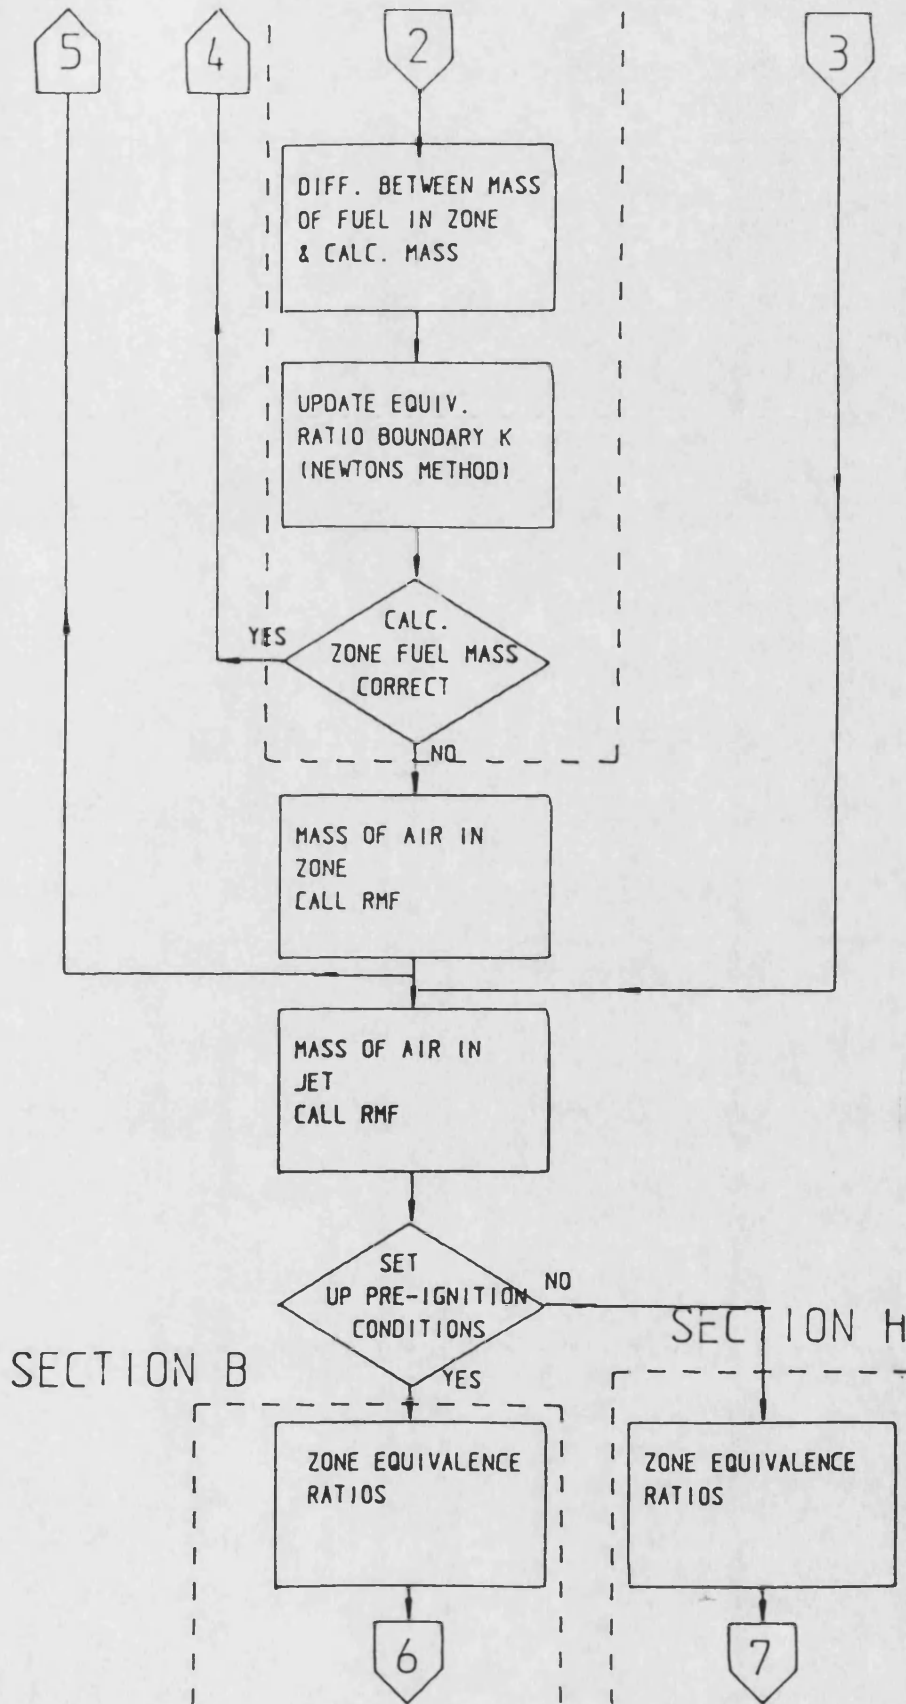 5
4
2
3
DIFF. BETWEEN MASS
OF FUEL IN ZONE
& CALC. MASS
UPDATE EQUIV.
RATIO BOUNDARY K
(NEWTONS METHOD)
CALC.
ZONE FUEL MASS
CORRECT
YES
NO
MASS OF AIR IN
ZONE
CALL RMF
MASS OF AIR IN
JET
CALL RMF
SET
UP PRE-IGNITION
CONDITIONS
NO
YES
SECTION B
SECTION H
ZONE EQUIVALENCE
RATIOS
ZONE EQUIVALENCE
RATIOS
6
7